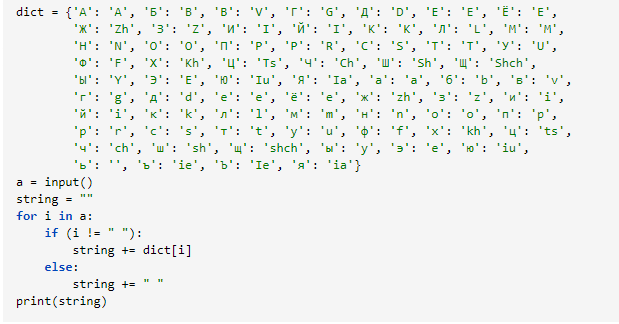 dict = {'А': 'A', 'Б': 'B', 'В': 'V', 'Г': 'G', 'Д': 'D', 'Е': 'E', 'Ё': 'E',
'Ж': 'Zh', 'З': 'Z', 'И': 'I', 'Й': 'I', 'К': 'K', 'Л': 'L', 'М': 'M',
'Н': 'N', 'О': 'O', 'П': 'P', 'Р': 'R', 'С': 'S', 'Т': 'T', 'У': 'U',
'Ф': 'F', 'Х': 'Kh', 'Ц': 'Ts', 'Ч': 'Ch', 'Ш': 'Sh', 'Щ': 'Shch',
'Ы': 'Y', 'Э': 'E', 'Ю': 'Iu', 'Я': 'Ia', 'а': 'a', 'б': 'b', 'в': 'v',
'г': 'g', 'д': 'd', 'е': 'e', 'ё': 'e', 'ж': 'zh', 'з': 'z', 'и': 'i',
'й': 'i', 'к': 'k', 'л': 'l', 'м': 'm', 'н': 'n', 'о': 'o', 'п': 'p',
'р': 'r', 'с': 's', 'т': 't', 'у': 'u', 'ф': 'f', 'х': 'kh', 'ц': 'ts',
'ч': 'ch', 'ш': 'sh', 'щ': 'shch', 'ы': 'y', 'э': 'e', 'ю': 'iu',
'ь': '', 'ъ': 'ie', 'Ъ': 'Ie', 'я': 'ia'}
a = input()
string = ""
for i in a:
if (i != " "):
string += dict[i]
else:
string += " "
print(string)